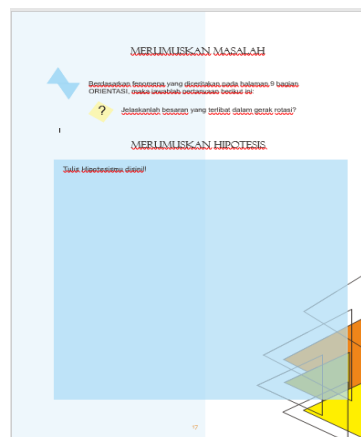 MERUMUSKAN MASALAH
Berdasarkan fenomena yang diceritakan pada halaman 9 bagian
ORIENTASI, maka jawablah pertanyaan berikut ini:
?
Jelaskanlah besaran yang terlibat dalam gerak rotasi?
MERUMUSKAN HIPOTESIS
Tulis Hipotesismu disini!